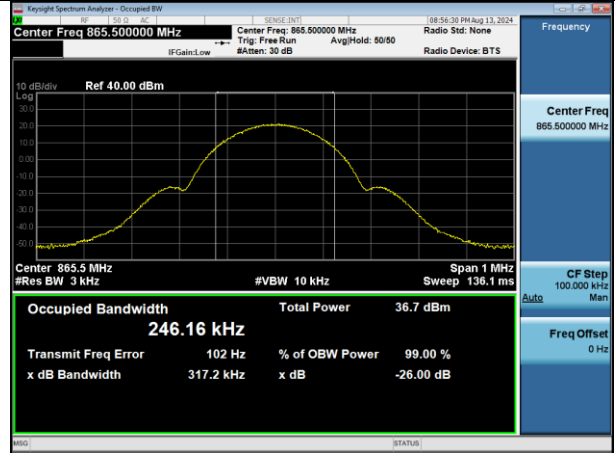 Keysight Spectrum Analyzer - Occupied BW
RF 50 Ω AC SENSE:INT 08:56:30 PM Aug 13, 2024
Center Freq 865.500000 MHz
Center Freq: 865.500000 MHz
Radio Std: None
Trig: Free Run Avg|Hold: 50/50
IFGain:Low #Atten: 30 dB Radio Device: BTS
10 dB/div Ref 40.00 dBm
Log
30.0
20.0
10.0
0.00
-10.0
-20.0
-30.0
-40.0
-50.0
Center 865.5 MHz Span 1 MHz
#Res BW 3 kHz #VBW 10 kHz Sweep 136.1 ms
Occupied Bandwidth Total Power 36.7 dBm
246.16 kHz
Transmit Freq Error 102 Hz % of OBW Power 99.00 %
x dB Bandwidth 317.2 kHz x dB -26.00 dB
MSG STATUS
Frequency
Center Freq
865.500000 MHz
CF Step
100.000 kHz
Auto Man
Freq Offset
0 Hz